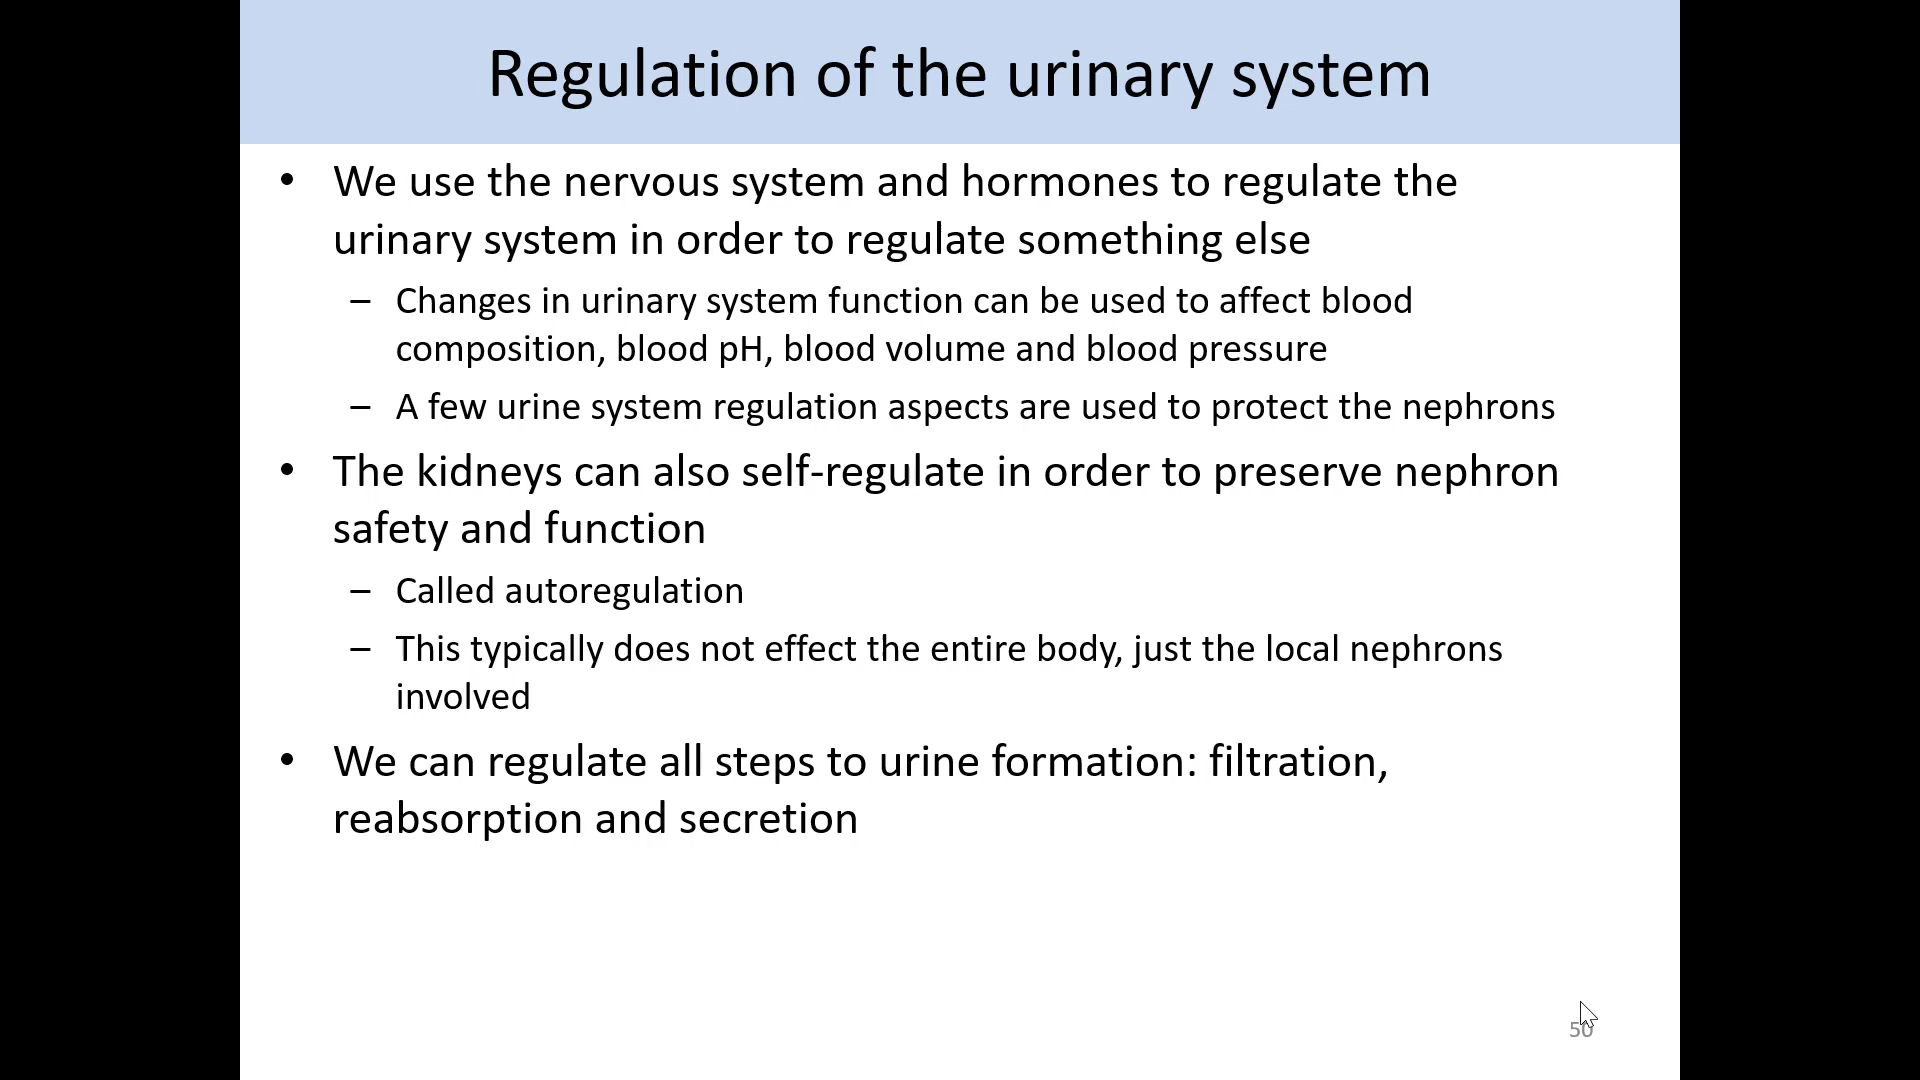 Regulation of the urinary system
• We use the nervous system and hormones to regulate the
urinary system in order to regulate something else
– Changes in urinary system function can be used to affect blood
composition, blood pH, blood volume and blood pressure
– A few urine system regulation aspects are used to protect the nephrons
• The kidneys can also self-regulate in order to preserve nephron
safety and function
– Called autoregulation
– This typically does not effect the entire body, just the local nephrons
involved
• We can regulate all steps to urine formation: filtration,
reabsorption and secretion
50